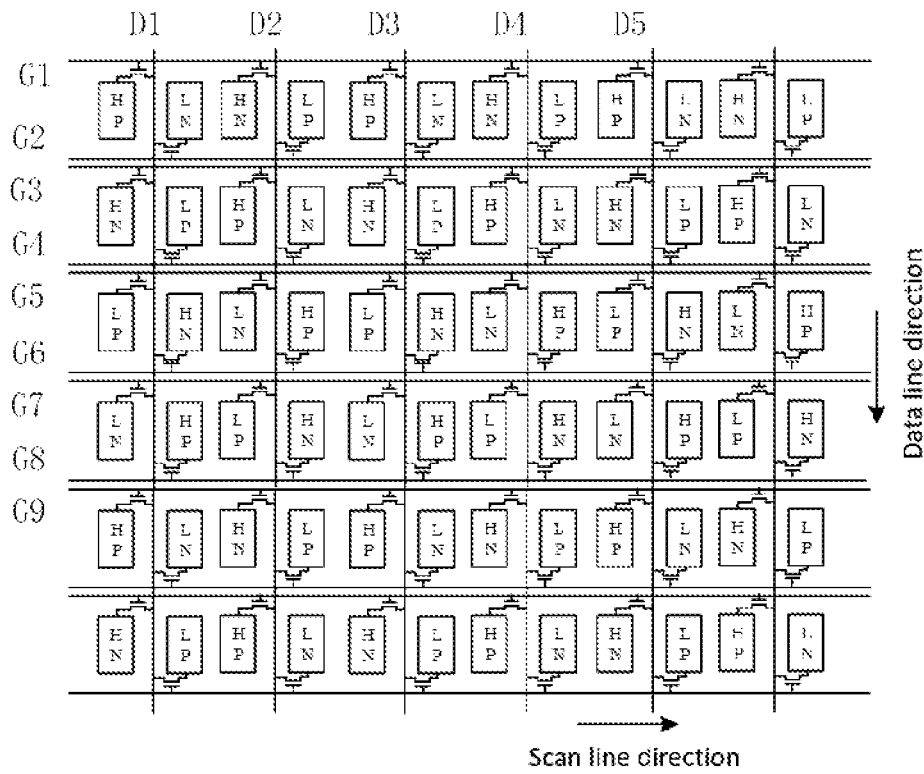 D1 D2 D3 D4 D5
G1
H L H L H L H L H L H L
P N N P P N N P P N N P
G2
G3
H L H L H L H L H L H L
N P P N N P P N N P P N
G4
G5
L H L H L H L H L H L H
P N N P P N N P P N N P
G6
G7
L H L H L H L H L H L H
N P P N N P P N N P P N
G8
G9
H L H L H L H L H L H L
P N N P P N N P P N N P
H L H L H L H L H L H L
N P P N N P P N N P P N
Data line direction
Scan line direction